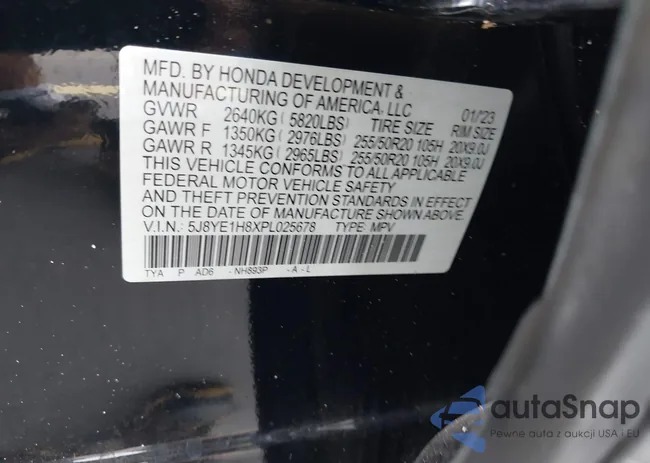 MFD. BY HONDA DEVELOPMENT &
MANUFACTURING OF AMERICA, LLC 01/'23
GVWR 2640KG (5820LBS) TIRE SIZE RIM SIZE
GAWR F 1350KG (2976LBS) 255/50R20 105H 20X9.0J
GAWR R 1345KG (2965LBS) 255/50R20 105H 20X9.0J
THIS VEHICLE CONFORMS TO ALL APPLICABLE
FEDERAL MOTOR VEHICLE SAFETY
AND THEFT PREVENTION STANDARDS IN EFFECT
ON THE DATE OF MANUFACTURE SHOWN ABOVE.
V.I.N.: 5J8YE1H8XPL025678 TYPE: MPV
TYA P AD6 -NH893P -A-L
autaSnap
Pewne auta z aukcji USA i EU